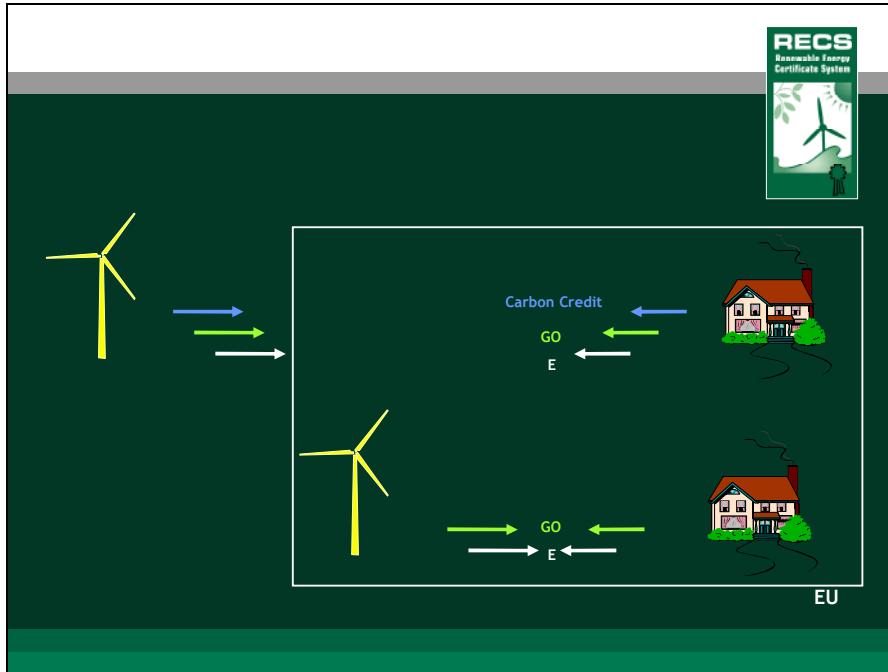 RECS
Renewable Energy
Certificate System
Carbon Credit
GO
E
GO
E
EU